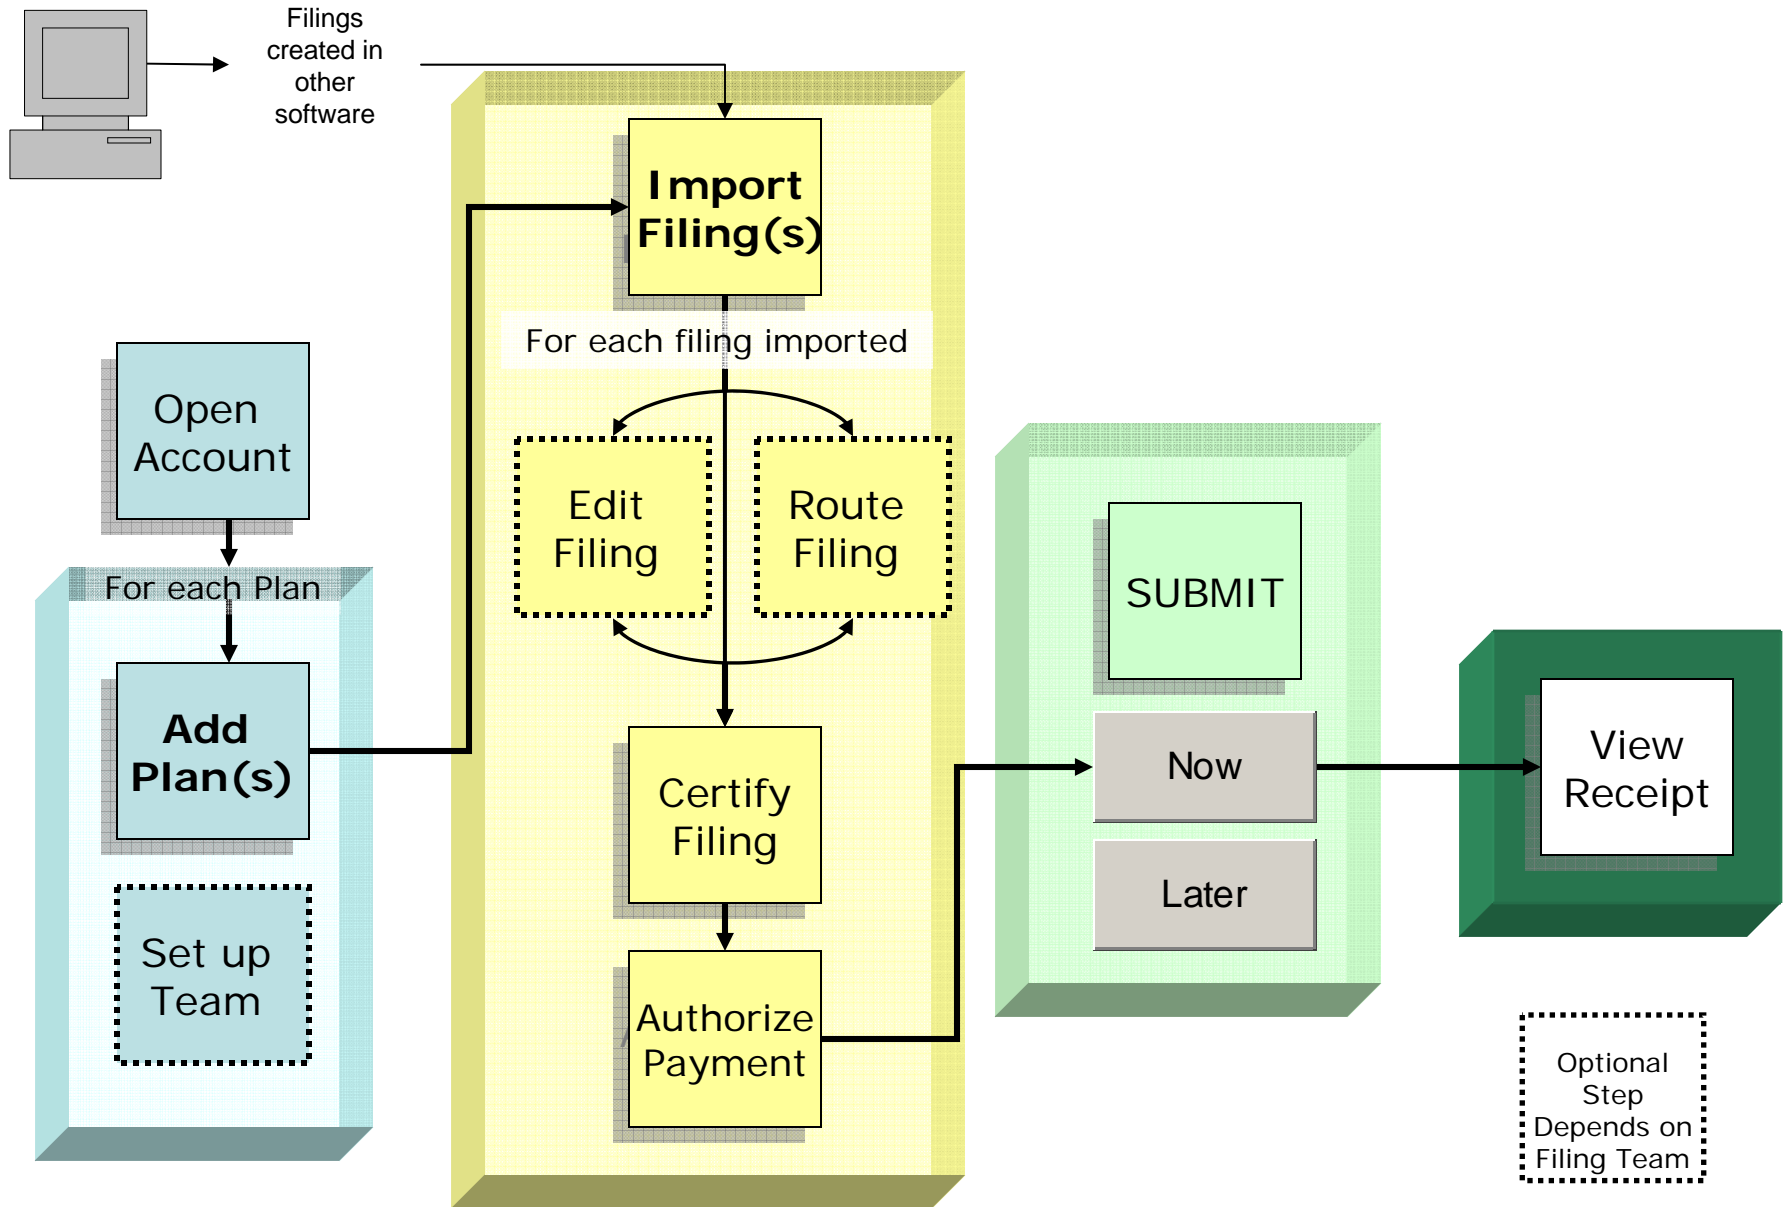 Filings
created in
other
software
Import
Filing(s)
For each filing imported
Open
Account
Edit
Filing
Route
Filing
For each Plan
SUBMIT
Add
Plan(s)
Certify
Filing
Now
View
Receipt
Later
Set up
Team
Authorize
Payment
Optional
Step
Depends on
Filing Team